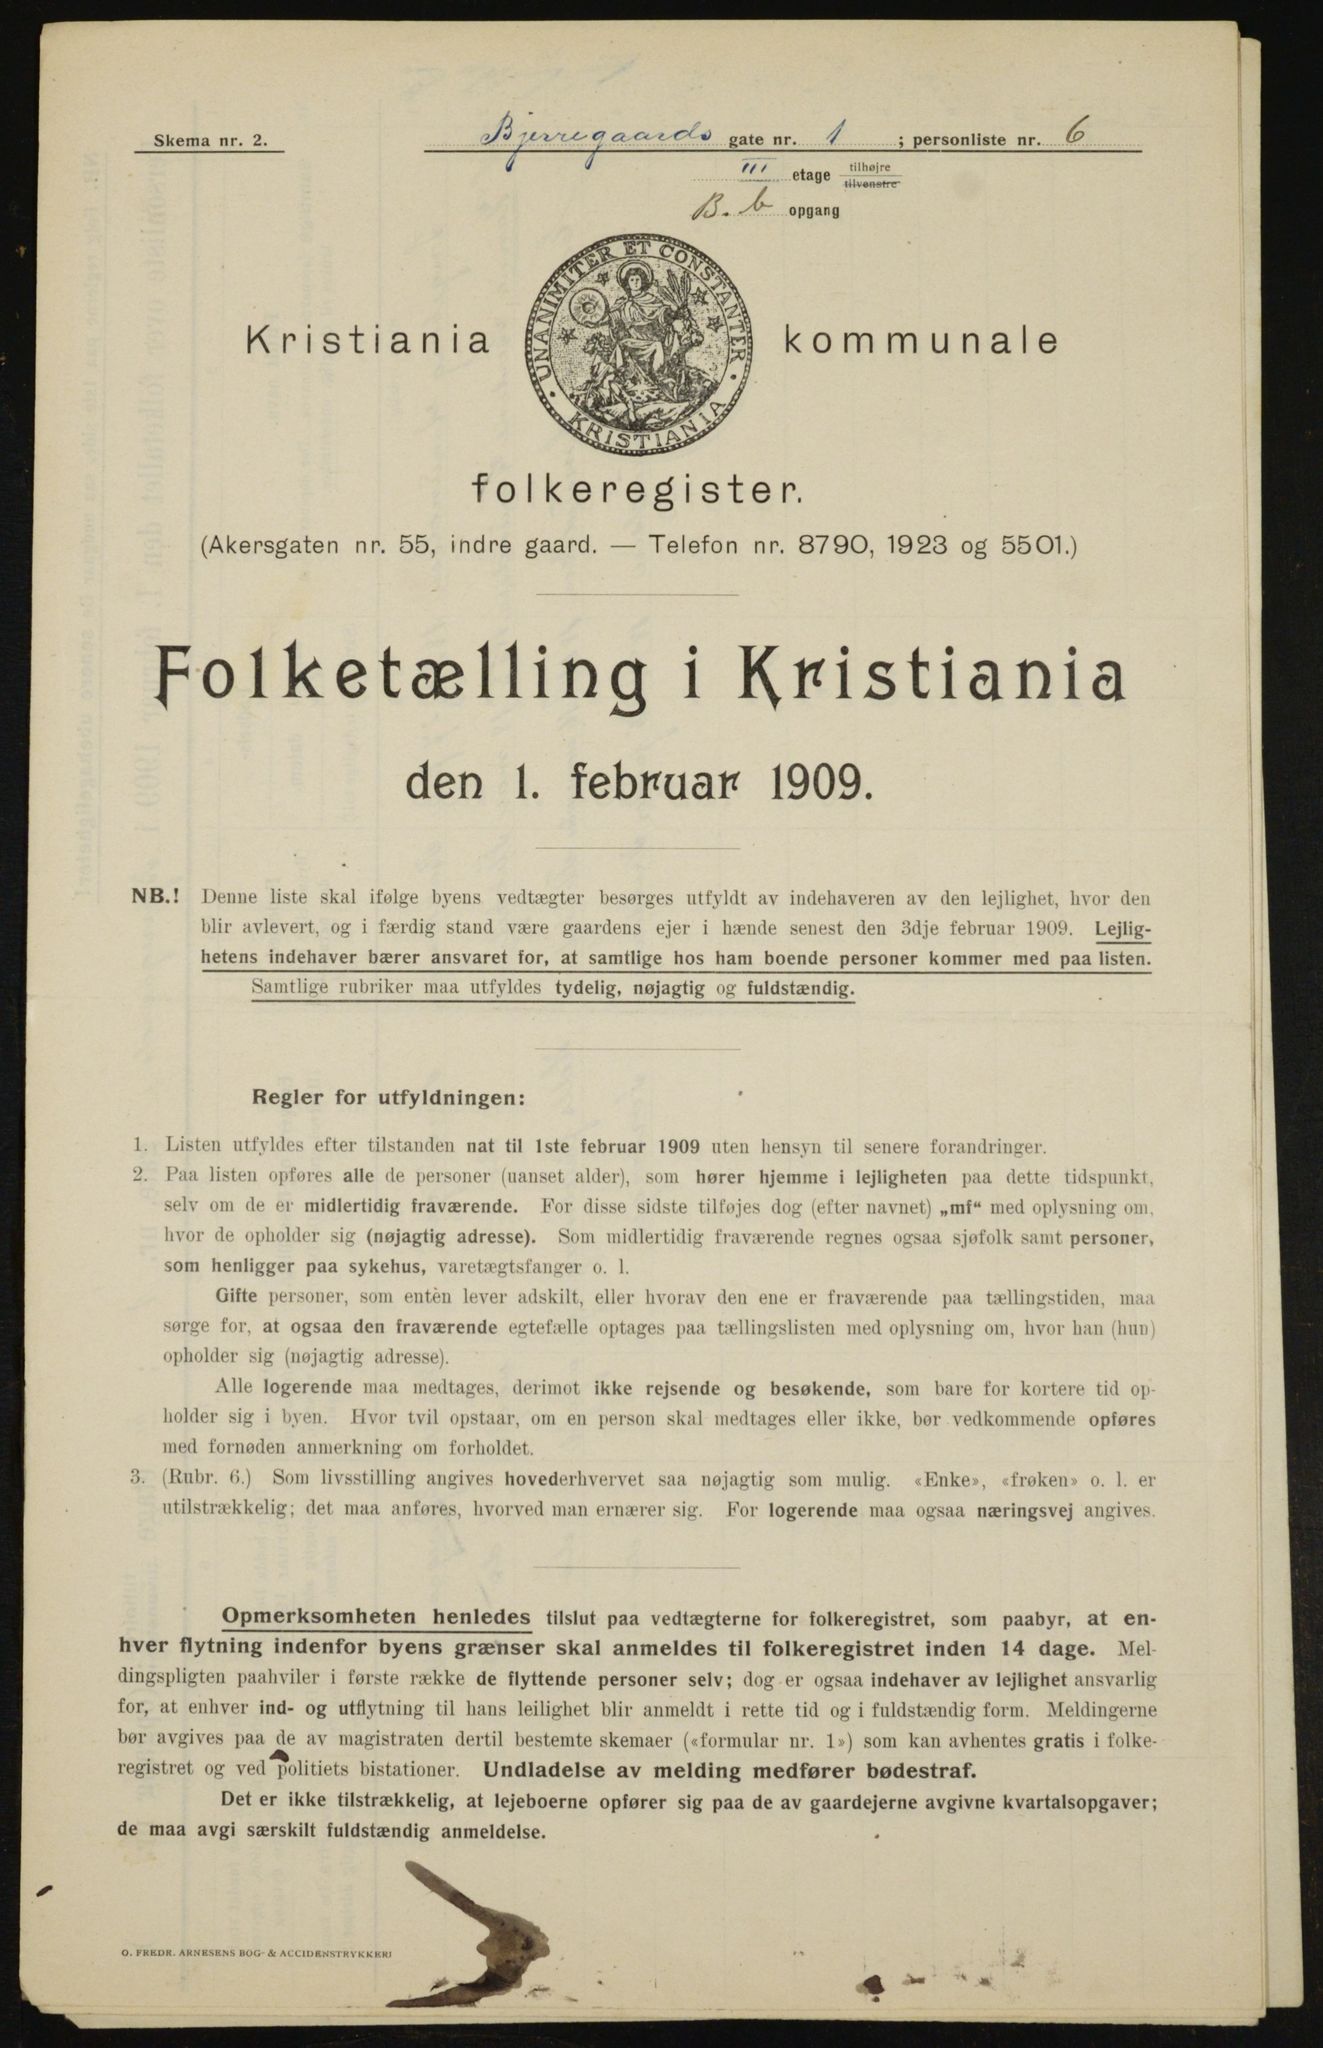 Skema nr. 2.
Bjerregaards gate nr. 1 ; personliste nr. 6
III etage tilhøjre
tilvenstre
B. b opgang
UNANIMITER ET CONSTANTER
KRISTIANIA
Kristiania kommunale
folkeregister.
(Akersgaten nr. 55, indre gaard. — Telefon nr. 8790, 1923 og 5501.)
Folketælling i Kristiania
den 1. februar 1909.
NB.! Denne liste skal ifølge byens vedtægter besørges utfyldt av indehaveren av den lejlighet, hvor den
blir avlevert, og i færdig stand være gaardens ejer i hænde senest den 3dje februar 1909. Lejlig-
hetens indehaver bærer ansvaret for, at samtlige hos ham boende personer kommer med paa listen.
Samtlige rubriker maa utfyldes tydelig, nøjagtig og fuldstændig.
Regler for utfyldningen:
1. Listen utfyldes efter tilstanden nat til 1ste februar 1909 uten hensyn til senere forandringer.
2. Paa listen opføres alle de personer (uanset alder), som hører hjemme i lejligheten paa dette tidspunkt,
selv om de er midlertidig fraværende. For disse sidste tilføjes dog (efter navnet) „mf“ med oplysning om,
hvor de opholder sig (nøjagtig adresse). Som midlertidig fraværende regnes ogsaa sjøfolk samt personer,
som henligger paa sykehus, varetægtsfanger o. l.
Gifte personer, som entèn lever adskilt, eller hvorav den ene er fraværende paa tællingstiden, maa
sørge for, at ogsaa den fraværende egtefælle optages paa tællingslisten med oplysning om, hvor han (hun)
opholder sig (nøjagtig adresse).
Alle logerende maa medtages, derimot ikke rejsende og besøkende, som bare for kortere tid op-
holder sig i byen. Hvor tvil opstaar, om en person skal medtages eller ikke, bør vedkommende opføres
med fornøden anmerkning om forholdet.
3. (Rubr. 6.) Som livsstilling angives hovederhvervet saa nøjagtig som mulig. «Enke», «frøken» o. l. er
utilstrækkelig; det maa anføres, hvorved man ernærer sig. For logerende maa ogsaa næringsvej angives.
Opmerksomheten henledes tilslut paa vedtægterne for folkeregistret, som paabyr, at en-
hver flytning indenfor byens grænser skal anmeldes til folkeregistret inden 14 dage. Mel-
dingspligten paahviler i første række de flyttende personer selv; dog er ogsaa indehaver av lejlighet ansvarlig
for, at enhver ind- og utflytning til hans leilighet blir anmeldt i rette tid og i fuldstændig form. Meldingerne
bør avgives paa de av magistraten dertil bestemte skemaer («formular nr. 1») som kan avhentes gratis i folke-
registret og ved politiets bistationer. Undladelse av melding medfører bødestraf.
Det er ikke tilstrækkelig, at lejeboerne opfører sig paa de av gaardejerne avgivne kvartalsopgaver;
de maa avgi særskilt fuldstændig anmeldelse.
O. FREDR. ARNESENS BOG- & ACCIDENSTRYKKERI